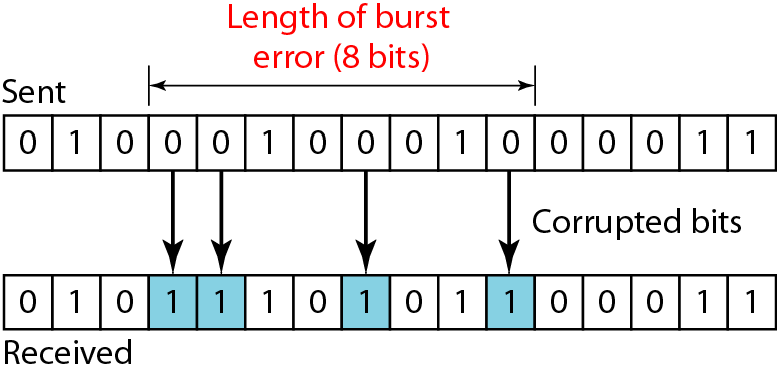 Length of burst
error (8 bits)
Sent
0 1 0 0 0 1 0 0 0 1 0 0 0 0 1 1
Corrupted bits
0 1 0 1 1 1 0 1 0 1 1 0 0 0 1 1
Received